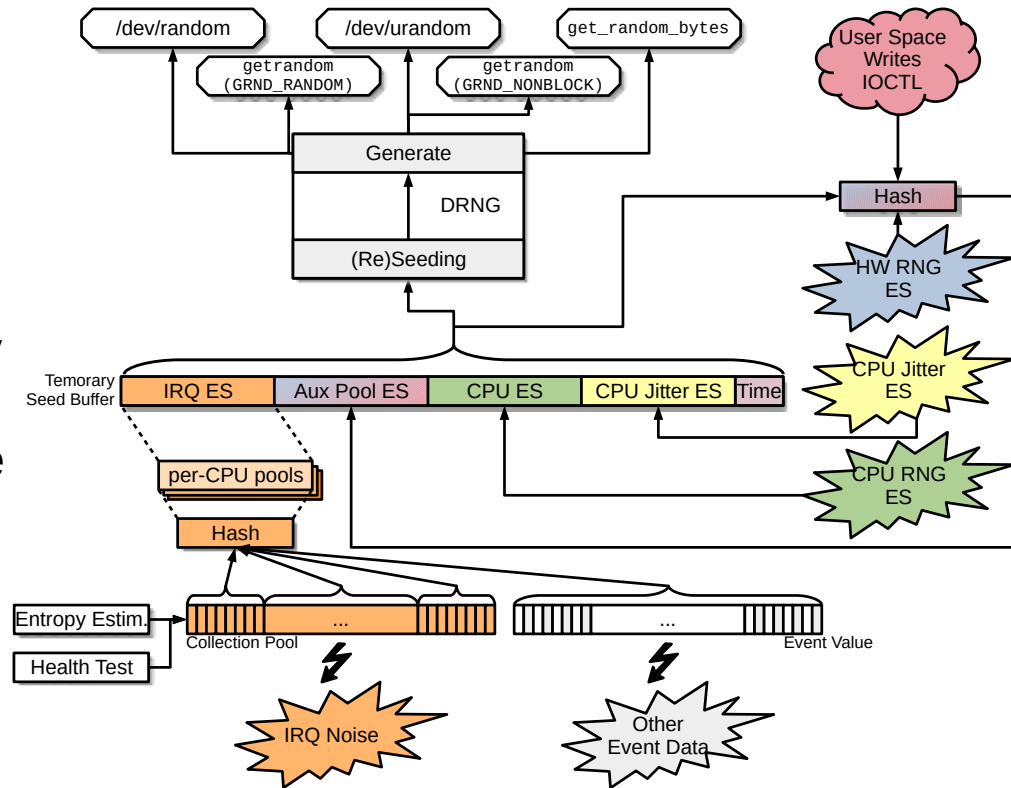 /dev/random
/dev/urandom
get_random_bytes
getrandom
(GRND_RANDOM)
getrandom
(GRND_NONBLOCK)
User Space
Writes
IOCTL
Generate
DRNG
(Re)Seeding
Hash
HW RNG
ES
Temorary
Seed Buffer
IRQ ES
Aux Pool ES
CPU ES
CPU Jitter ES
Time
CPU Jitter
ES
per-CPU pools
CPU RNG
ES
Hash
Entropy Estim.
Health Test
...
Collection Pool
...
Event Value
IRQ Noise
Other
Event Data
e